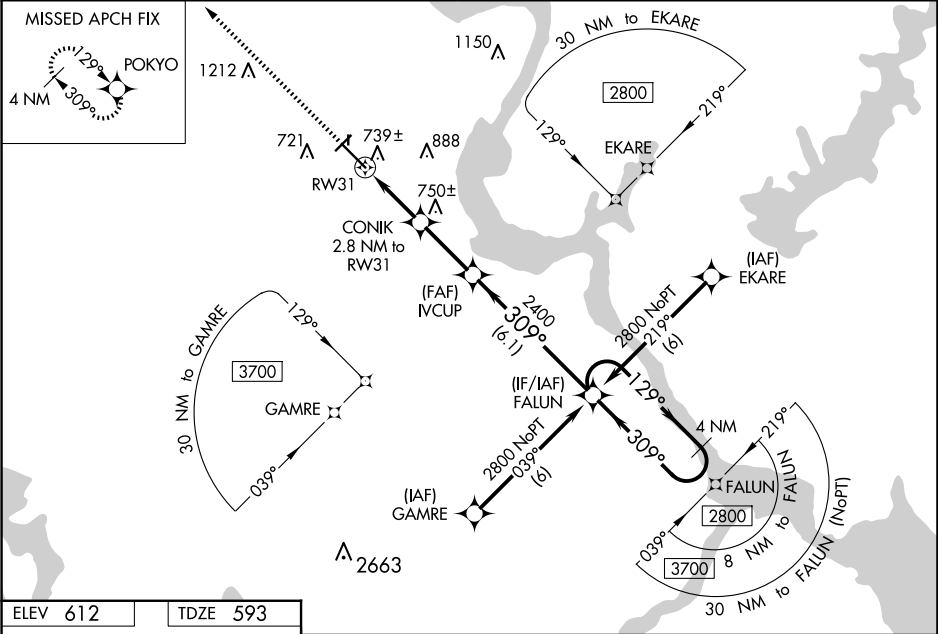 MISSED APCH FIX
129°
POKYO
4 NM
309°
1212
1150
30 NM to EKARE
2800
129°
219°
EKARE
721
739±
888
RW31
750±
CONIK
2.8 NM to
RW31
(FAF)
IVCUP
2400
309°
(6.1)
(IAF)
EKARE
2800 NoPT
219°
(6)
30 NM to GAMRE
129°
3700
GAMRE
039°
(IF/IAF)
FALUN
129°
309°
4 NM
2800 NoPT
039°
(6)
(IAF)
GAMRE
219°
FALUN
2800
039°
3700
8 NM to FALUN
30 NM to FALUN (NoPT)
2663
ELEV 612
TDZE 593